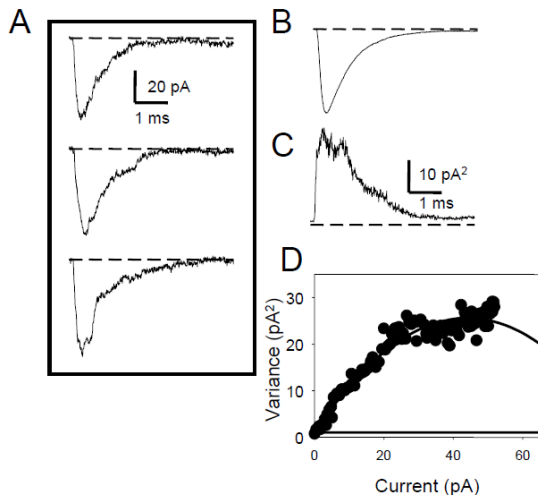 A
20 pA
1 ms
B
C
10 pA²
1 ms
D
Variance (pA²)
30
20
10
0
0 20 40 60
Current (pA)